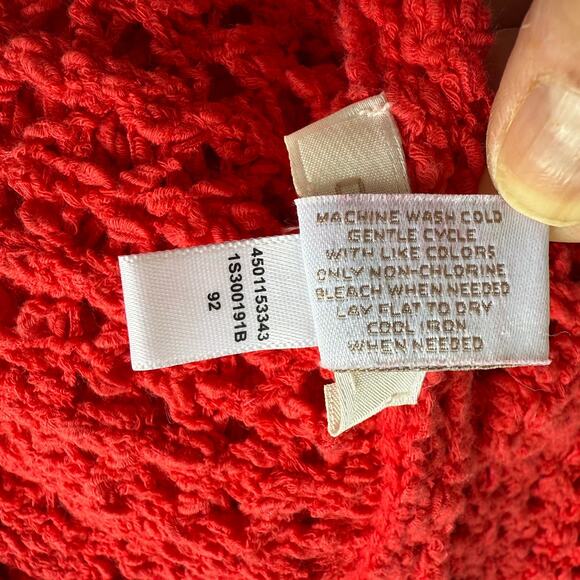 MACHINE WASH COLD
GENTLE CYCLE
WITH LIKE COLORS
ONLY NON-CHLORINE
BLEACH WHEN NEEDED
LAY FLAT TO DRY
COOL IRON
WHEN NEEDED
4501153343
1S300191B
92